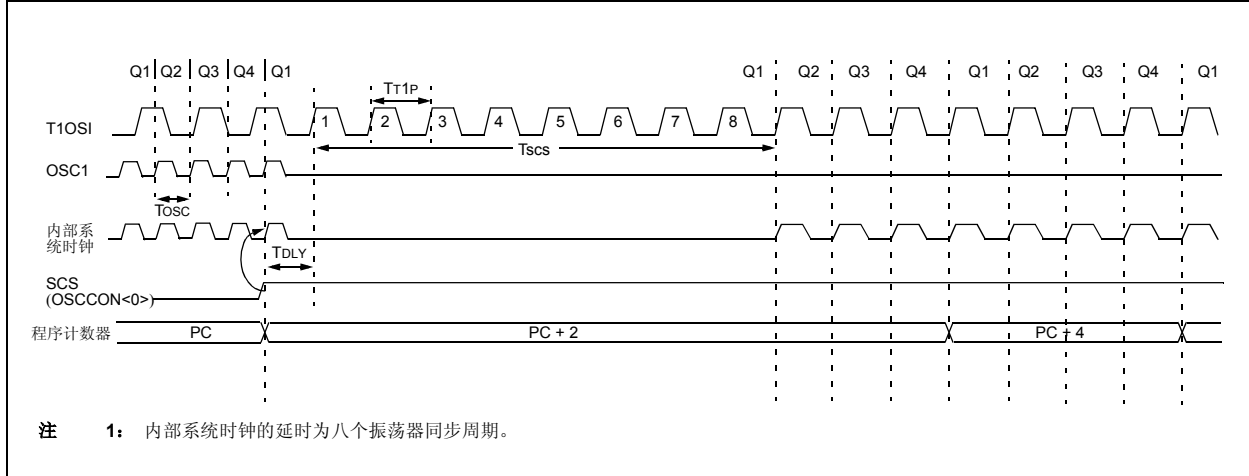 Q1 Q2 Q3 Q4 Q1 Q1 Q2 Q3 Q4 Q1 Q2 Q3 Q4 Q1
TT1P
T1OSI 1 2 3 4 5 6 7 8
TSCS
OSC1
TOSC
内部系
统时钟
TDLY
SCS
(OSCCON<0>)
程序计数器 PC PC + 2 PC + 4
注 1: 内部系统时钟的延时为八个振荡器同步周期。